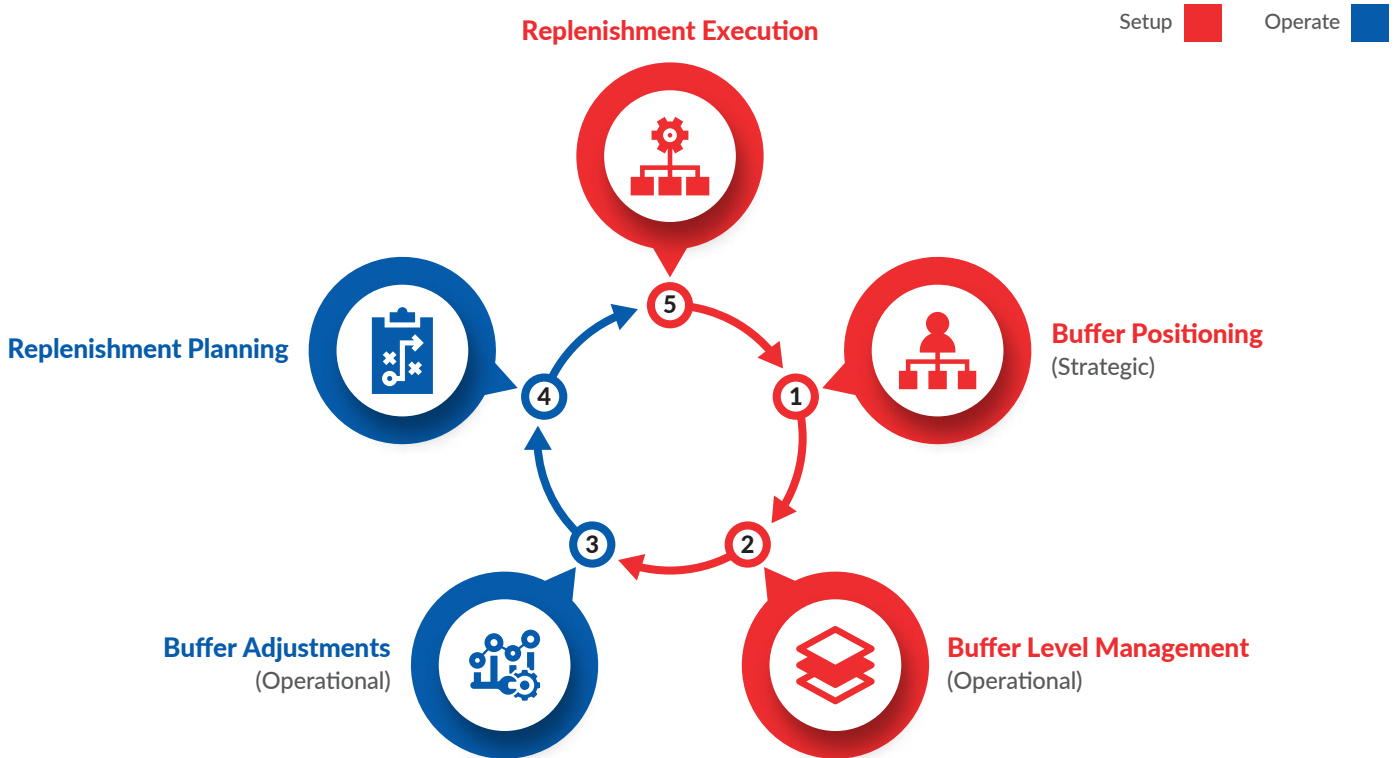 Replenishment Execution
Setup
Operate
5
Replenishment Planning
4
1
Buffer Positioning
(Strategic)
3
2
Buffer Adjustments
(Operational)
Buffer Level Management
(Operational)